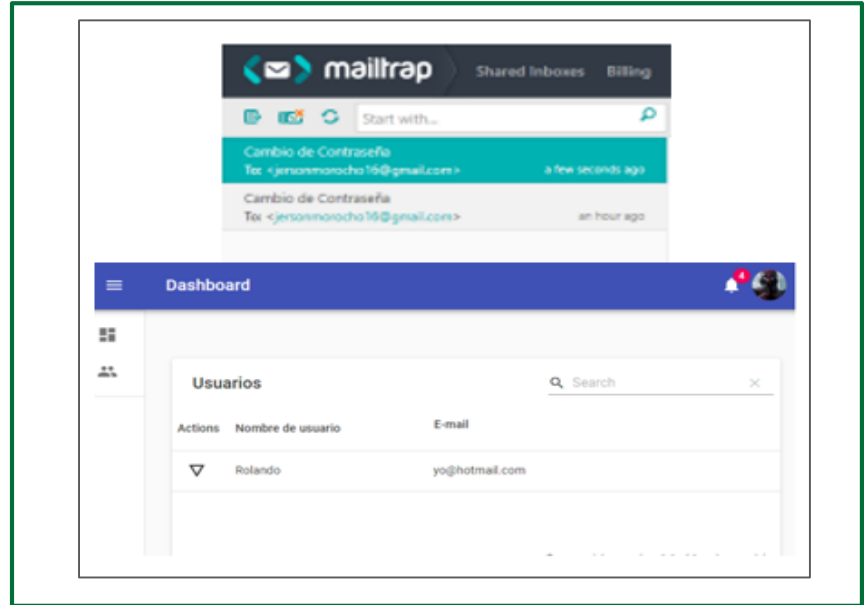 mailtrap Shared Inboxes Billing
Start with...
Cambio de Contraseña
To: <jersonmorocho16@gmail.com> a few seconds ago
Cambio de Contraseña
To: <jersonmorocho16@gmail.com> an hour ago
Dashboard 4
Usuarios Search
Actions Nombre de usuario E-mail
Rolando yo@hotmail.com